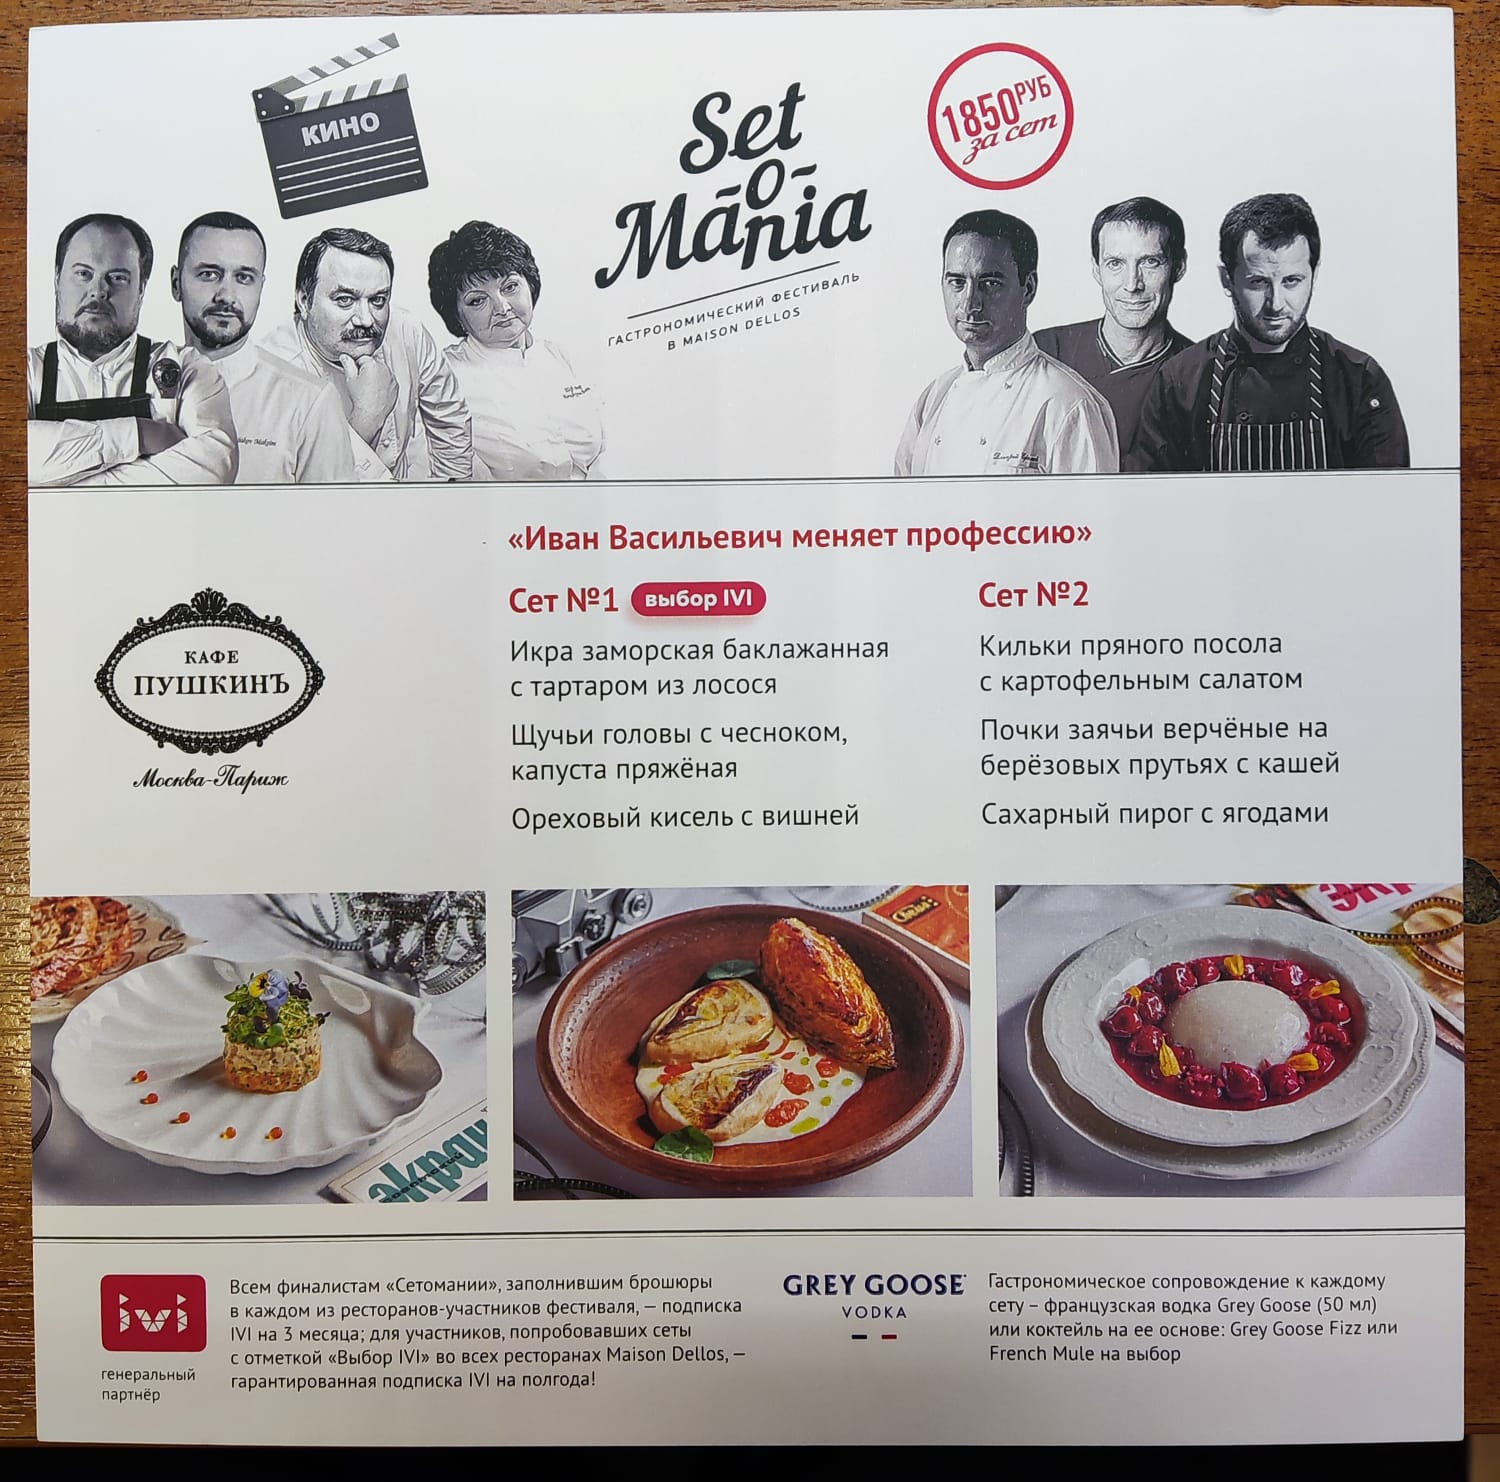 КИНО
Set
-o-
Mania
ГАСТРОНОМИЧЕСКИЙ ФЕСТИВАЛЬ
В MAISON DELLOS
1850 РУБ
за сет
«Иван Васильевич меняет профессию»
КАФЕ
ПУШКИНЪ
Москва-Париж
Сет №1 выбор IVI
Икра заморская баклажанная
с тартаром из лосося
Щучьи головы с чесноком,
капуста пряжёная
Ореховый кисель с вишней
Сет №2
Кильки пряного посола
с картофельным салатом
Почки заячьи верчёные на
берёзовых прутьях с кашей
Сахарный пирог с ягодами
экран
ivi
генеральный
партнёр
Всем финалистам «Сетомании», заполнившим брошюры
в каждом из ресторанов-участников фестиваля, — подписка
IVI на 3 месяца; для участников, попробовавших сеты
с отметкой «Выбор IVI» во всех ресторанах Maison Dellos, —
гарантированная подписка IVI на полгода!
GREY GOOSE
VODKA
Гастрономическое сопровождение к каждому
сету – французская водка Grey Goose (50 мл)
или коктейль на ее основе: Grey Goose Fizz или
French Mule на выбор